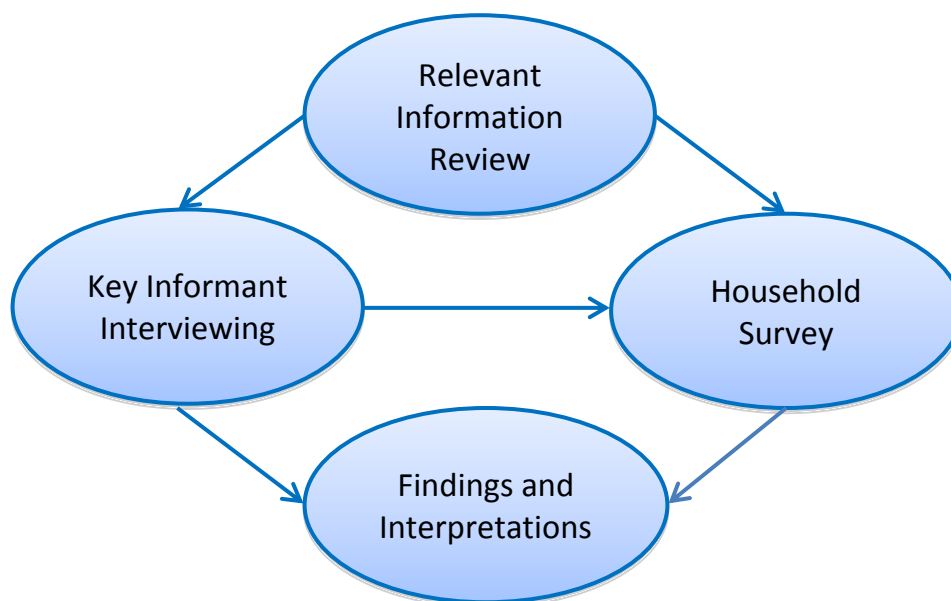 Relevant
Information
Review
Key Informant
Interviewing
Household
Survey
Findings and
Interpretations